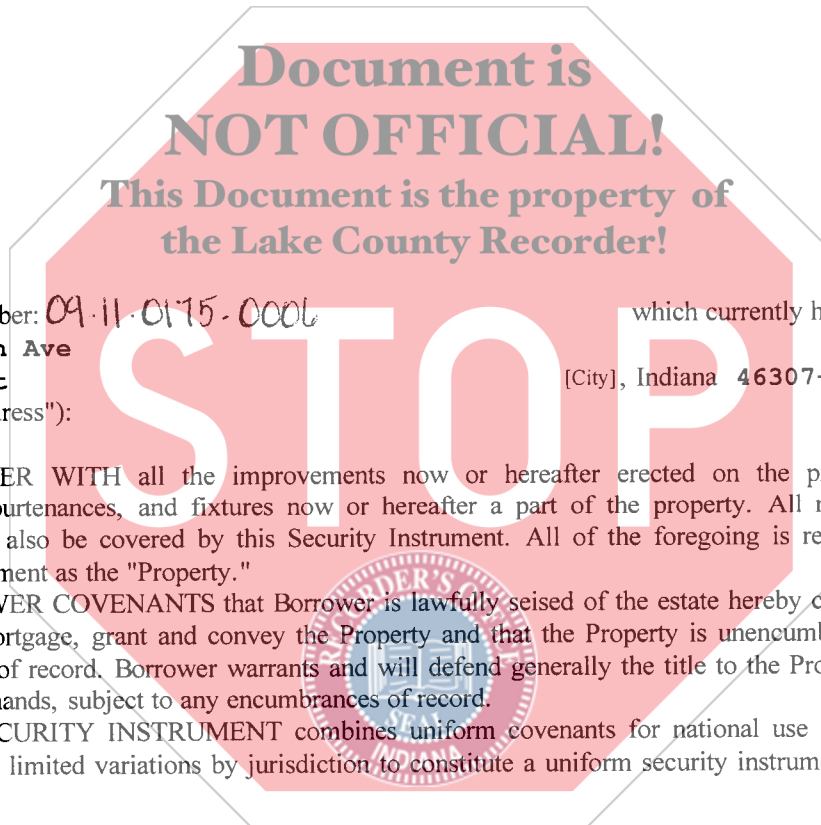 Document is
NOT OFFICIAL!
This Document is the property of
the Lake County Recorder!
ber: 09-11-0175-0006 which currently h
n Ave
[City], Indiana 46307-
ress"):
STOP
ER WITH all the improvements now or hereafter erected on the p
ourtenances, and fixtures now or hereafter a part of the property. All r
also be covered by this Security Instrument. All of the foregoing is re
ment as the "Property."
WER COVENANTS that Borrower is lawfully seised of the estate hereby c
ortgage, grant and convey the Property and that the Property is unencumb
of record. Borrower warrants and will defend generally the title to the Pro
nands, subject to any encumbrances of record.
CURITY INSTRUMENT combines uniform covenants for national use
limited variations by jurisdiction to constitute a uniform security instrum
RECORDER'S OFFICE
SEAL
INDIANA